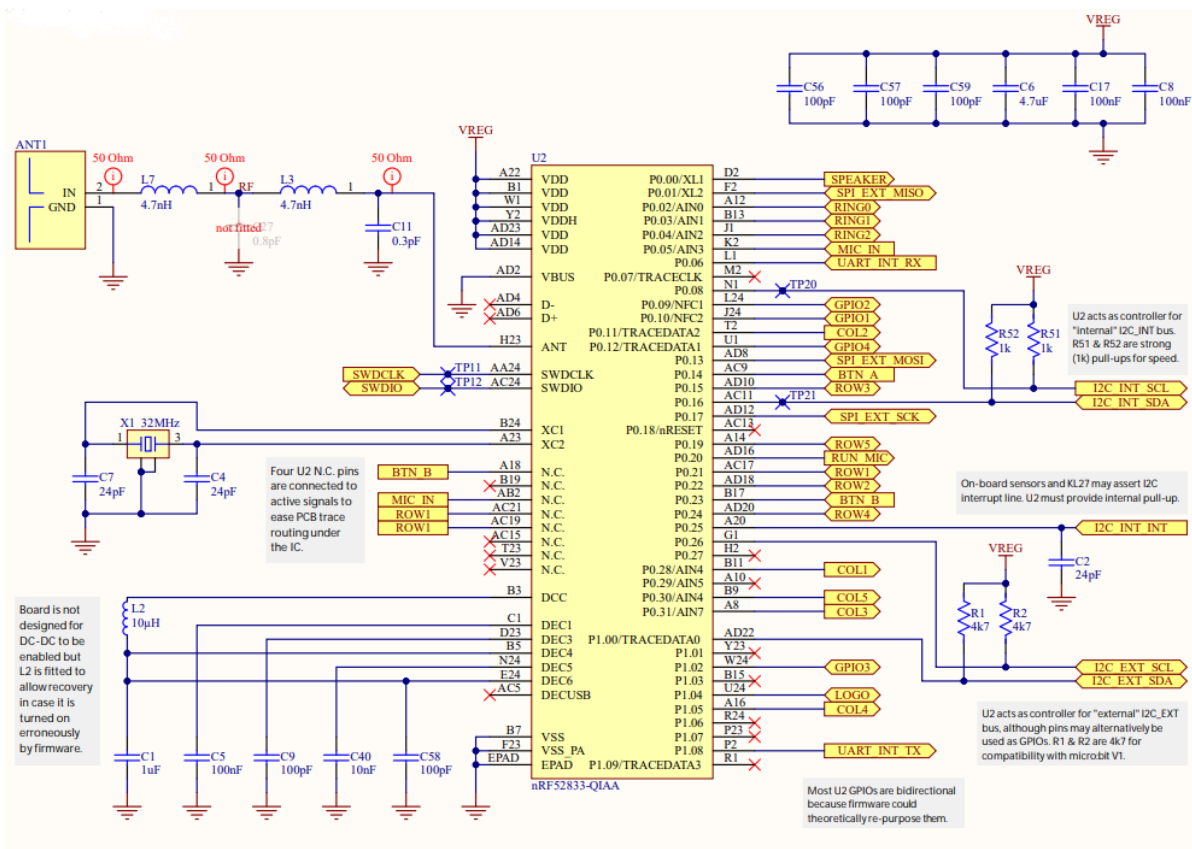 VREG
C56
100pF
C57
100pF
C59
100pF
C6
4.7uF
C17
100nF
C8
100nF
ANT1
IN
GND
2
1
50 Ohm
i
L7
4.7nH
1
50 Ohm
i
RF
not fitted
C27
0.8pF
L3
4.7nH
1
50 Ohm
i
C11
0.3pF
VREG
U2
A22 VDD P0.00/XL1 D2 SPEAKER
B1 VDD P0.01/XL2 F2 SPI_EXT_MISO
W1 VDD P0.02/AIN0 A12 RING0
Y2 VDDH P0.03/AIN1 B13 RING1
AD23 VDD P0.04/AIN2 J1 RING2
AD14 VDD P0.05/AIN3 K2 MIC_IN
P0.06 L1 UART_INT_RX
AD2 VBUS P0.07/TRACECLK M2
P0.08 N1 TP20
AD4 D- P0.09/NFC1 L24 GPIO2
AD6 D+ P0.10/NFC2 J24 GPIO1
P0.11/TRACEDATA2 T2 COL2
H23 ANT P0.12/TRACEDATA1 U1 GPIO4
P0.13 AD8 SPI_EXT_MOSI
SWDCLK TP11 AA24 SWDCLK P0.14 AC9 BTN_A
SWDIO TP12 AC24 SWDIO P0.15 AD10 ROW3
P0.16 AC11 TP21
P0.17 AD12 SPI_EXT_SCK
B24 XC1 P0.18/nRESET AC13
A23 XC2 P0.19 A14 ROW5
P0.20 AD16 RUN_MIC
BTN_B A18 N.C. P0.21 AC17 ROW1
B19 N.C. P0.22 AD18 ROW2
MIC_IN AB2 N.C. P0.23 B17 BTN_B
ROW1 AC21 N.C. P0.24 AD20 ROW4
ROW1 AC19 N.C. P0.25 A20
AC15 N.C. P0.26 G1
T23 N.C. P0.27 H2
V23 N.C. P0.28/AIN4 B11 COL1
P0.29/AIN5 A10
B3 DCC P0.30/AIN4 B9 COL5
P0.31/AIN7 A8 COL3
C1 DEC1
D23 DEC3 P1.00/TRACEDATA0 AD22
B5 DEC4 P1.01 Y23
N24 DEC5 P1.02 W24 GPIO3
E24 DEC6 P1.03 B15
AC5 DECUSB P1.04 U24 LOGO
P1.05 A16 COL4
P1.06 R24
B7 VSS P1.07 P23
F23 VSS_PA P1.08 P2 UART_INT_TX
EPAD EPAD P1.09/TRACEDATA3 R1
nRF52833-QIAA
X1 32MHz
1
3
C7
24pF
C4
24pF
Four U2 N.C. pins
are connected to
active signals to
ease PCB trace
routing under
the IC.
Board is not
designed for
DC-DC to be
enabled but
L2 is fitted to
allow recovery
in case it is
turned on
erroneously
by firmware.
L2
10µH
C1
1uF
C5
100nF
C9
100pF
C40
10nF
C58
100pF
VREG
R52
1k
R51
1k
U2 acts as controller for
"internal" I2C_INT bus.
R51 & R52 are strong
(1k) pull-ups for speed.
I2C_INT_SCL
I2C_INT_SDA
On-board sensors and KL27 may assert I2C
interrupt line. U2 must provide internal pull-up.
I2C_INT_INT
C2
24pF
VREG
R1
4k7
R2
4k7
I2C_EXT_SCL
I2C_EXT_SDA
U2 acts as controller for "external" I2C_EXT
bus, although pins may alternatively be
used as GPIOs. R1 & R2 are 4k7 for
compatibility with micro:bit V1.
Most U2 GPIOs are bidirectional
because firmware could
theoretically re-purpose them.